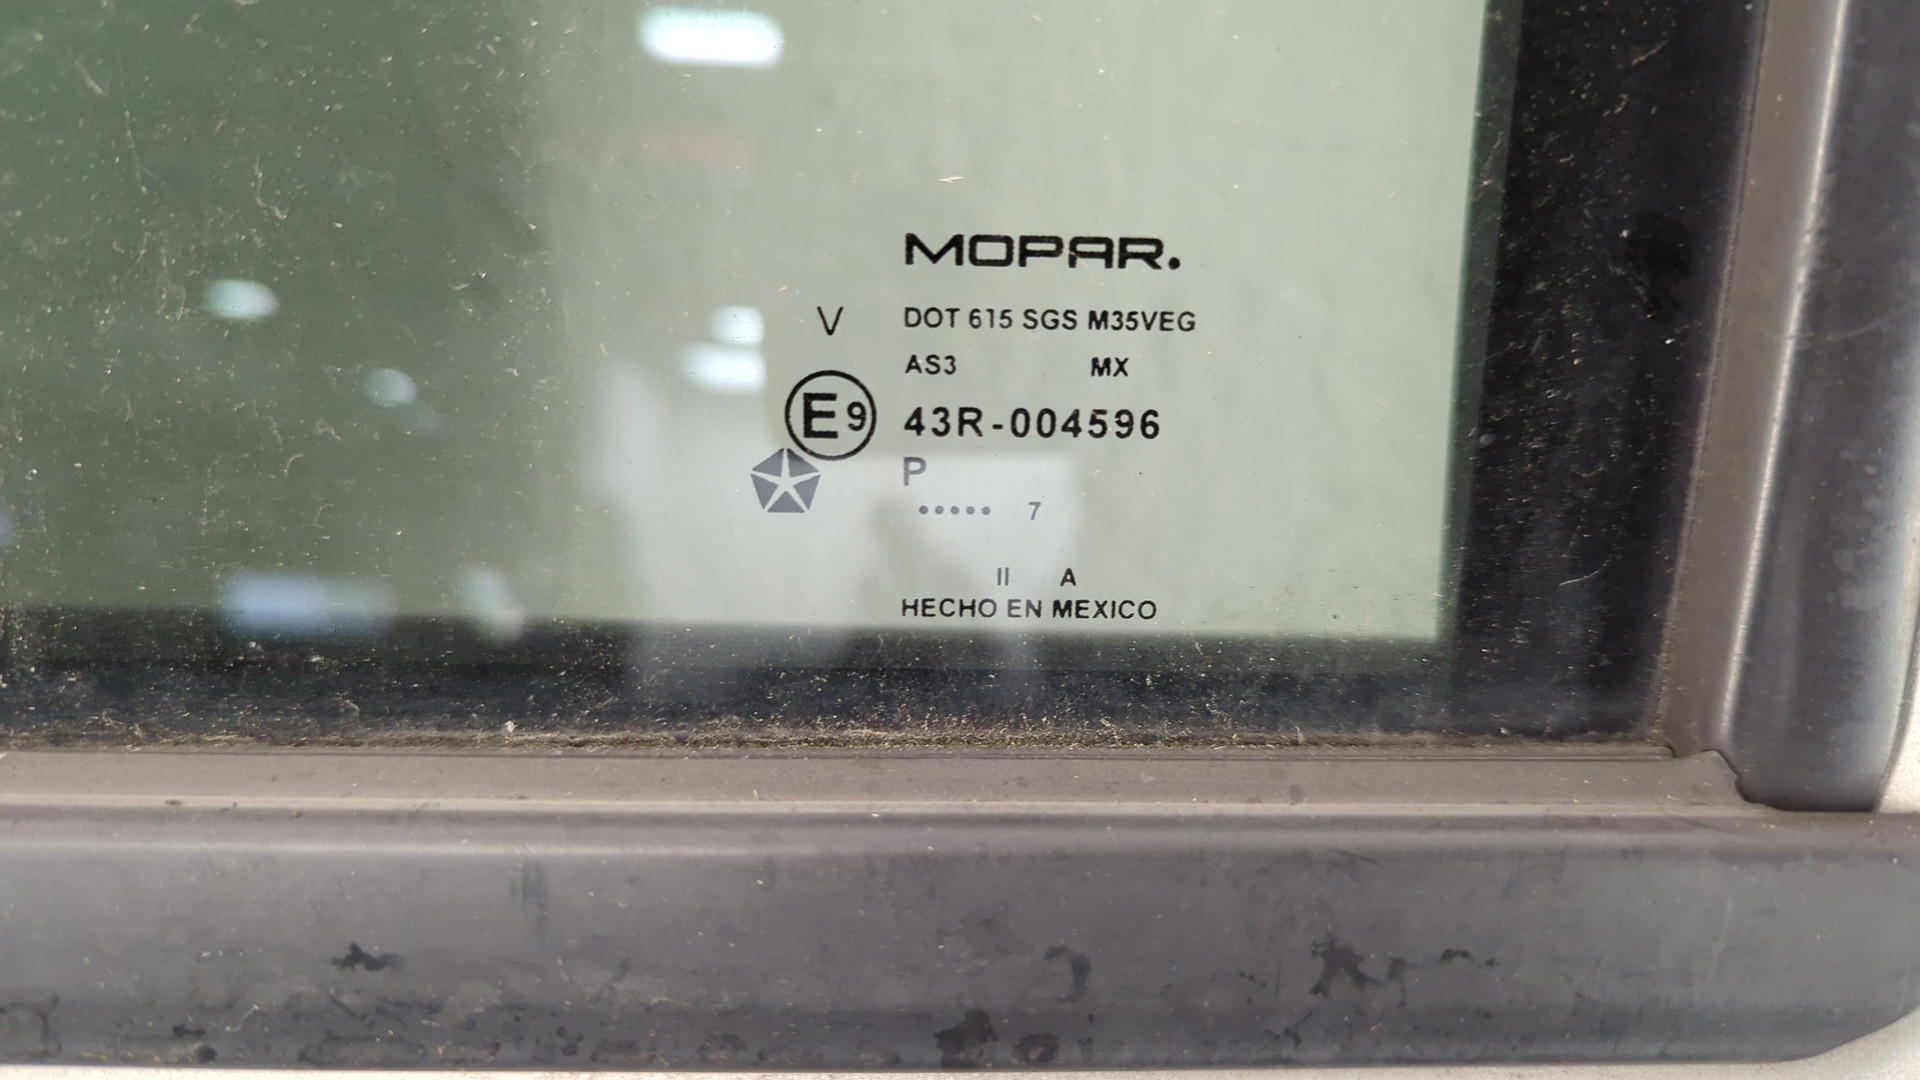 MOPAR.
V DOT 615 SGS M35VEG
AS3 MX
E9 43R-004596
P
••••• 7
II A
HECHO EN MEXICO